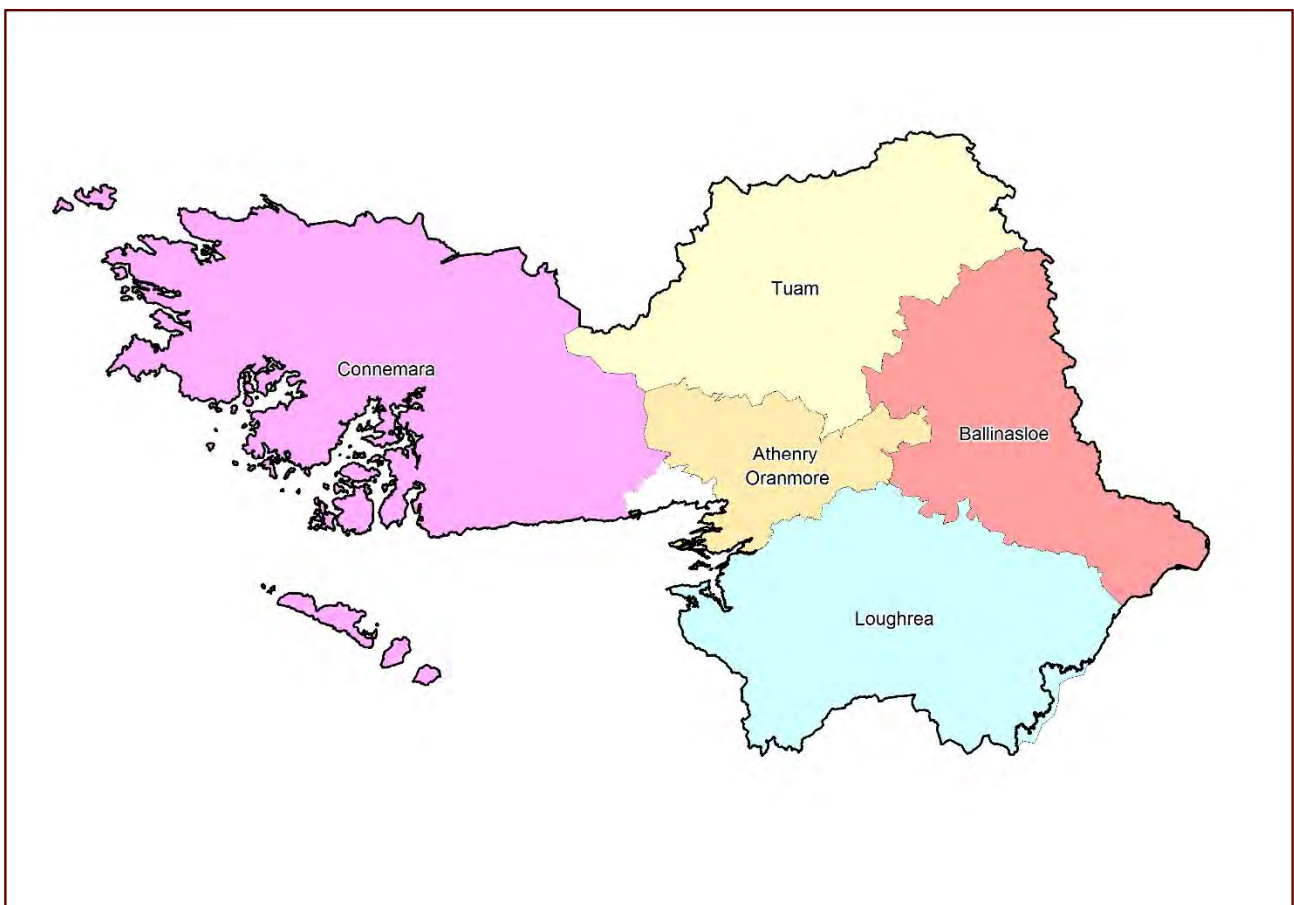 Tuam
Connemara
Ballinasloe
Athenry
Oranmore
Loughrea